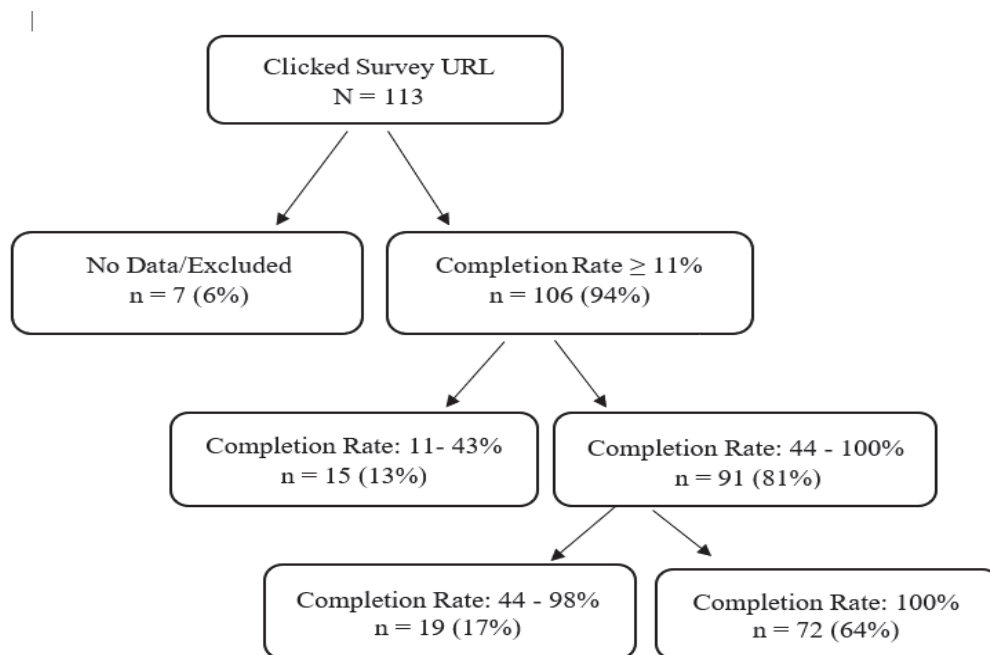 Clicked Survey URL
N = 113
No Data/Excluded
n = 7 (6%)
Completion Rate ≥ 11%
n = 106 (94%)
Completion Rate: 11- 43%
n = 15 (13%)
Completion Rate: 44 - 100%
n = 91 (81%)
Completion Rate: 44 - 98%
n = 19 (17%)
Completion Rate: 100%
n = 72 (64%)